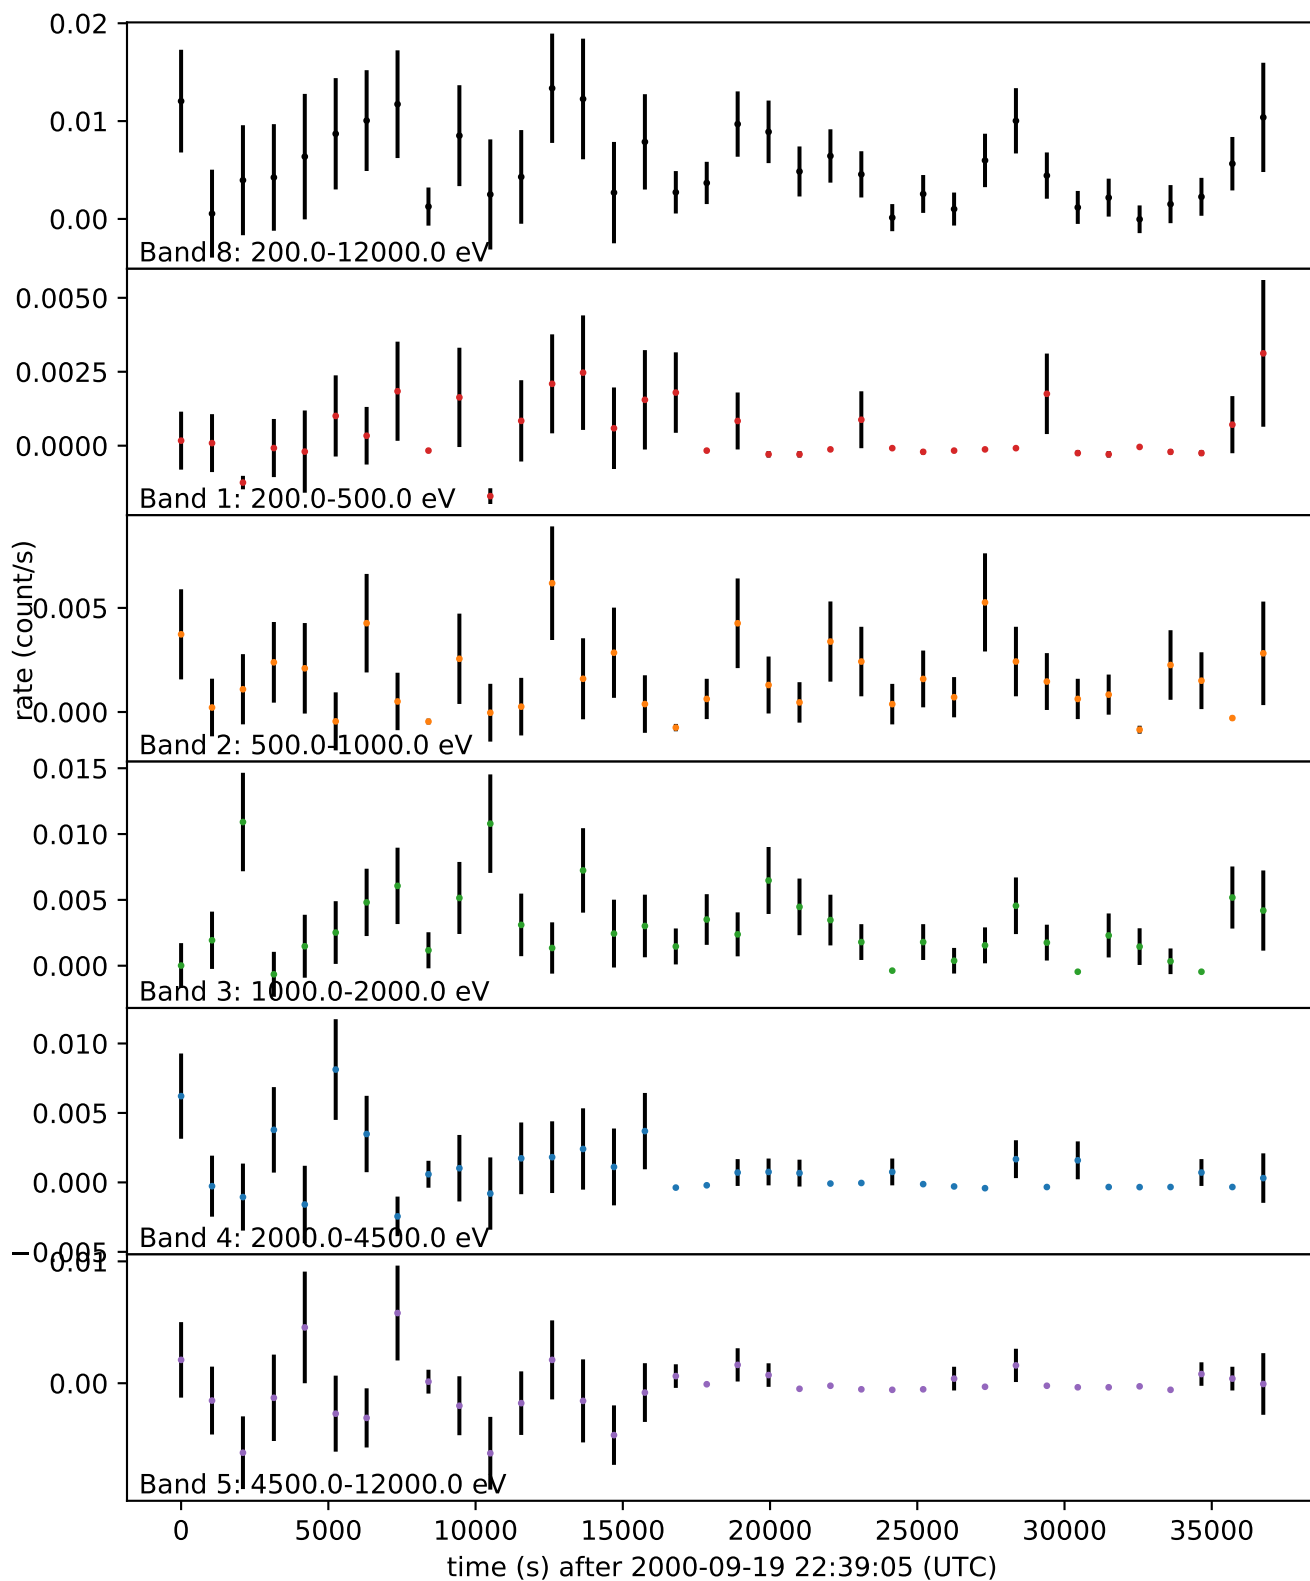 0.02
0.01
0.00
Band 8: 200.0-12000.0 eV
0.0050
0.0025
0.0000
Band 1: 200.0-500.0 eV
rate (count/s)
0.005
0.000
Band 2: 500.0-1000.0 eV
0.015
0.010
0.005
0.000
Band 3: 1000.0-2000.0 eV
0.010
0.005
0.000
−0.005
Band 4: 2000.0-4500.0 eV
0.01
0.00
Band 5: 4500.0-12000.0 eV
0 5000 10000 15000 20000 25000 30000 35000
time (s) after 2000-09-19 22:39:05 (UTC)